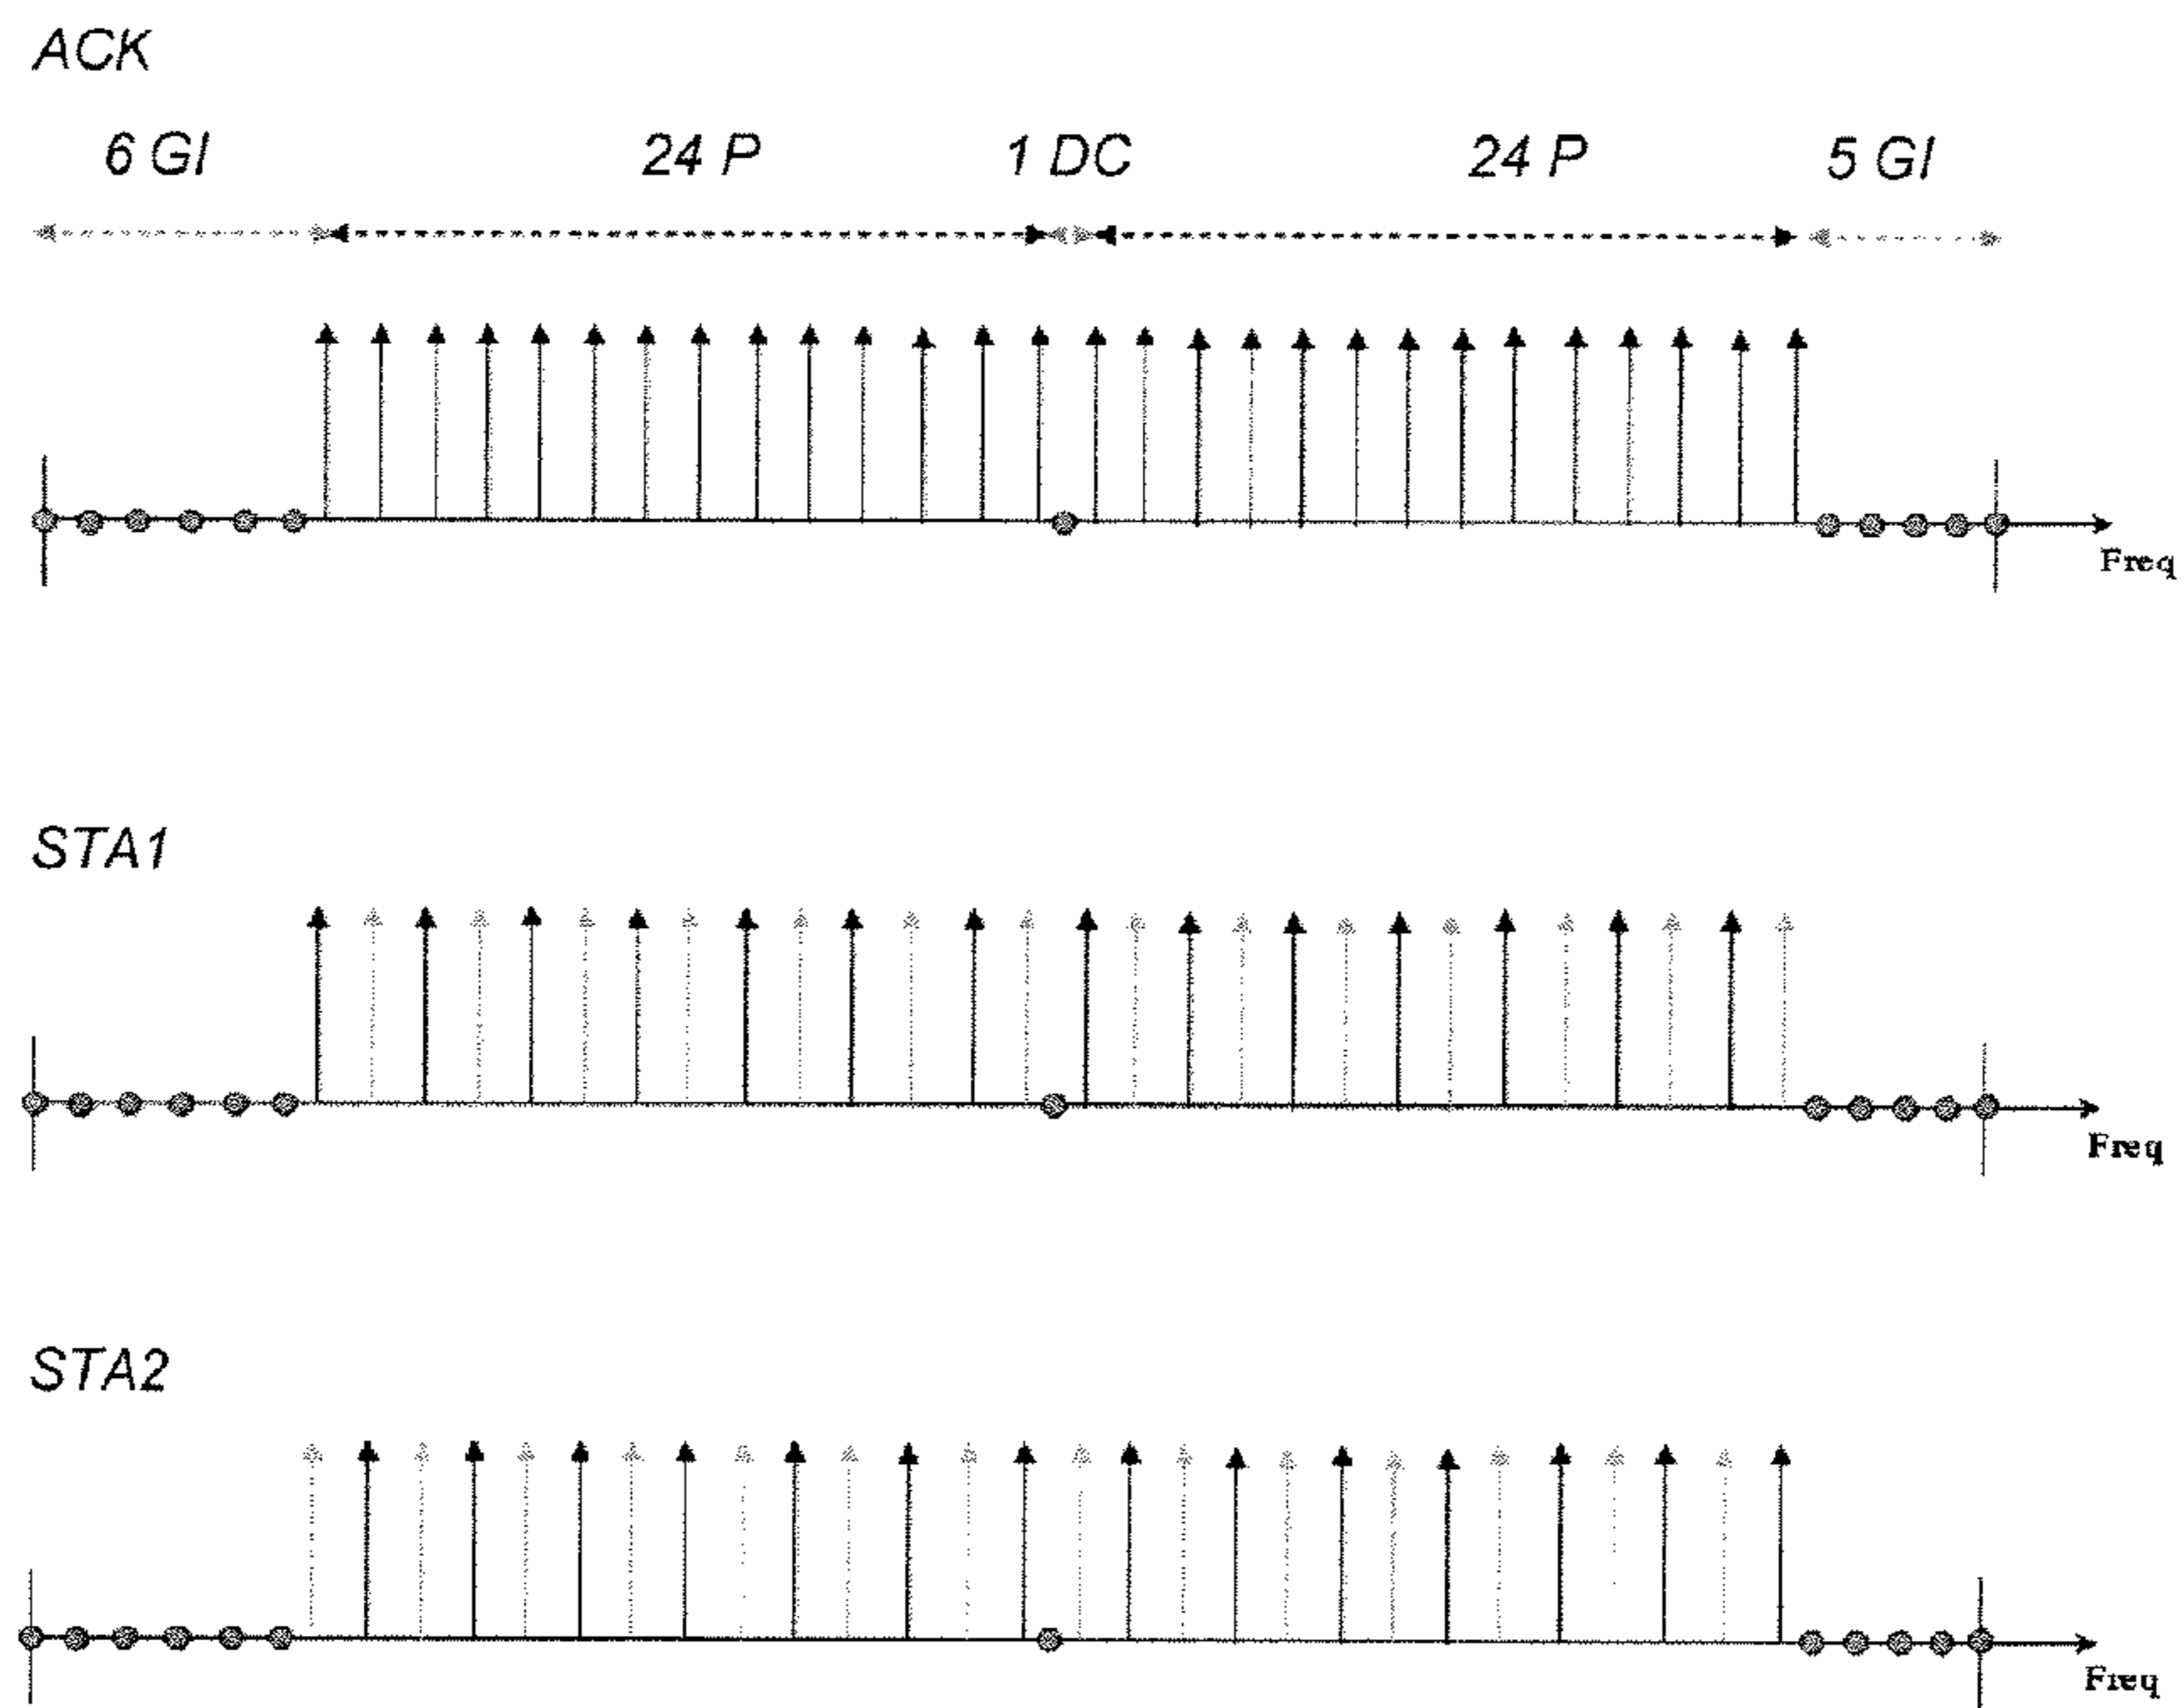 ACK
6 GI 24 P 1 DC 24 P 5 GI
Freq
STA1
Freq
STA2
Freq